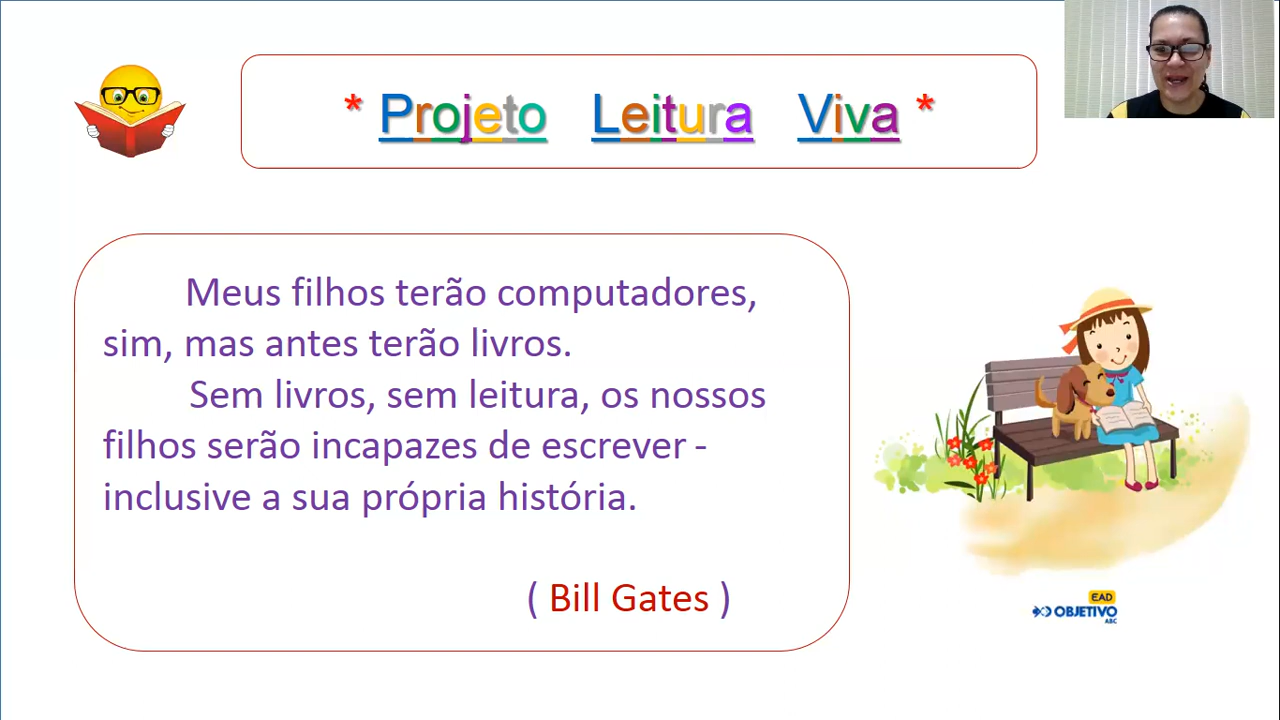 * Projeto Leitura Viva *
Meus filhos terão computadores,
sim, mas antes terão livros.
Sem livros, sem leitura, os nossos
filhos serão incapazes de escrever -
inclusive a sua própria história.
( Bill Gates )
EAD
OBJETIVO
ABC